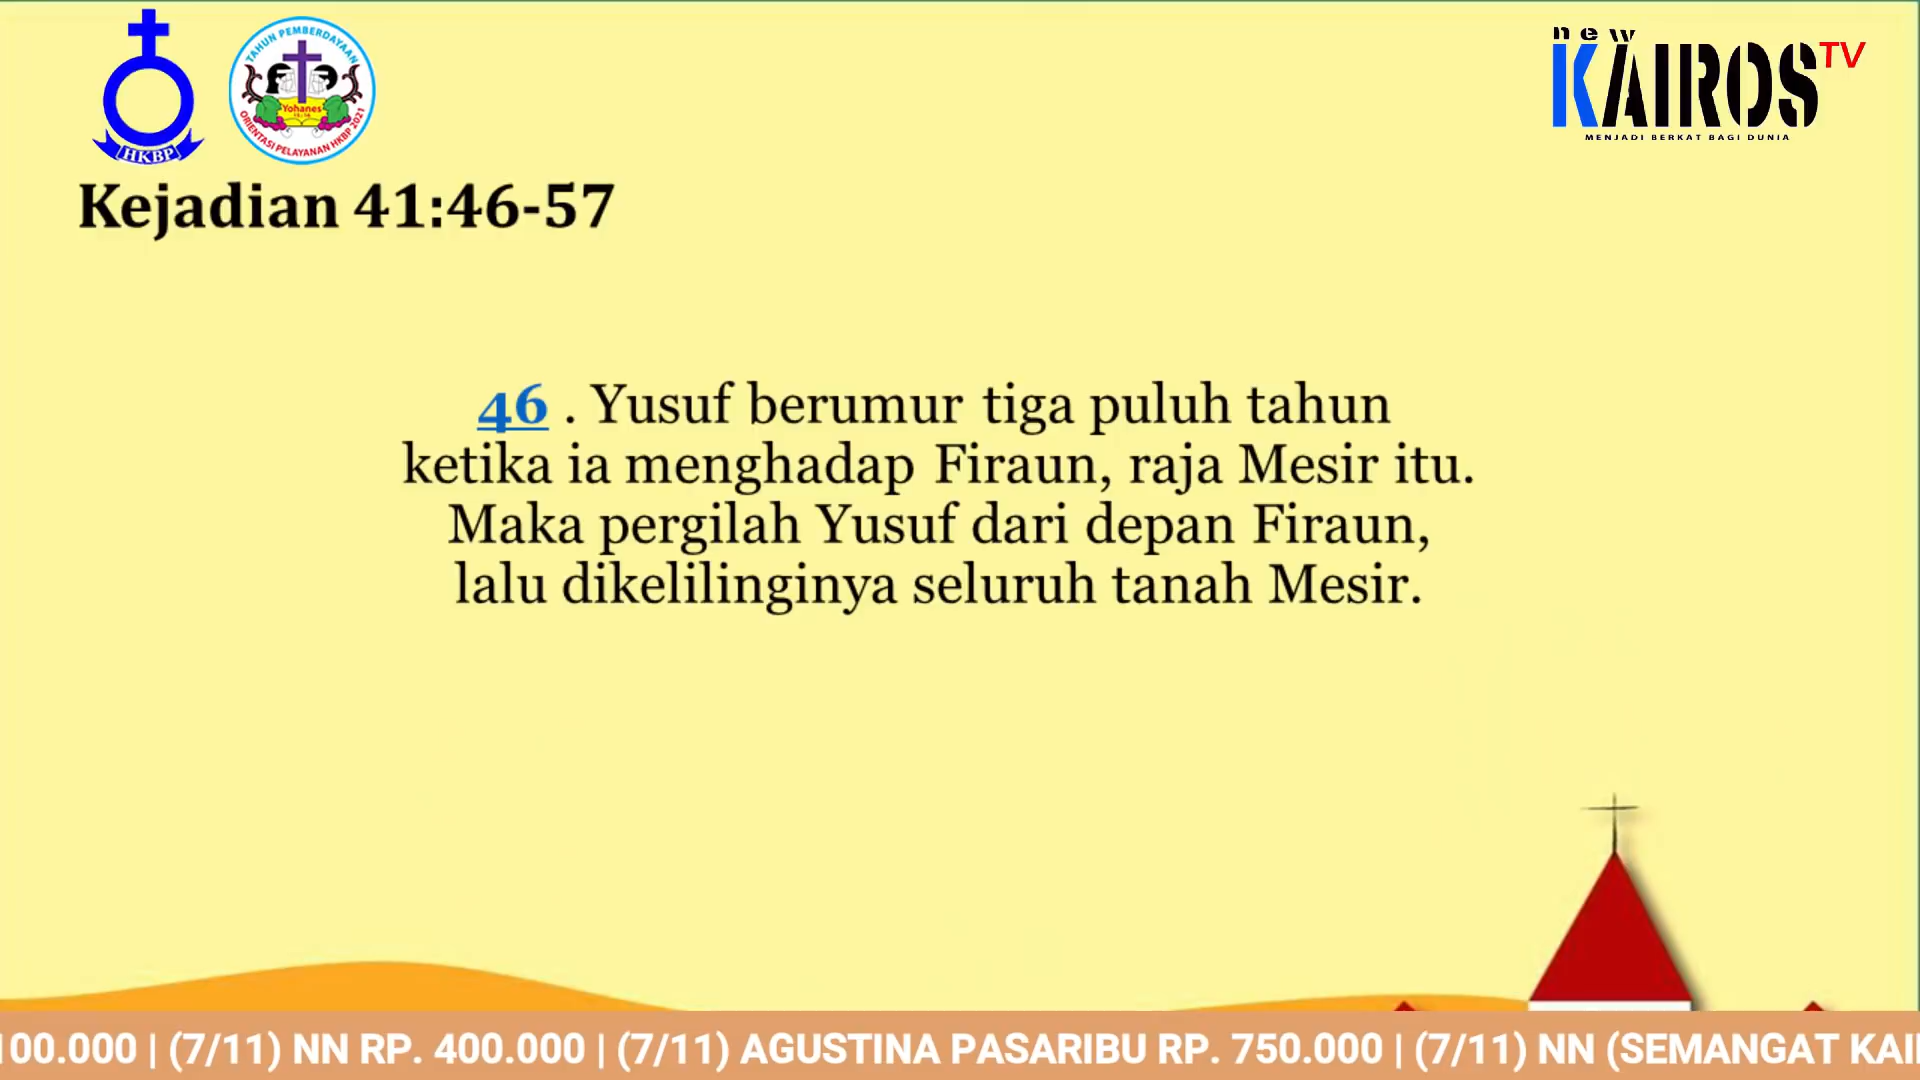 HKBP
TAHUN PEMBERDAYAAN
Yohanes
ORIENTASI PELAYANAN HKBP 2021
new
KAIROS TV
MENJADI BERKAT BAGI DUNIA
Kejadian 41:46-57
46 . Yusuf berumur tiga puluh tahun
ketika ia menghadap Firaun, raja Mesir itu.
Maka pergilah Yusuf dari depan Firaun,
lalu dikelilinginya seluruh tanah Mesir.
100.000 | (7/11) NN RP. 400.000 | (7/11) AGUSTINA PASARIBU RP. 750.000 | (7/11) NN (SEMANGAT KAI